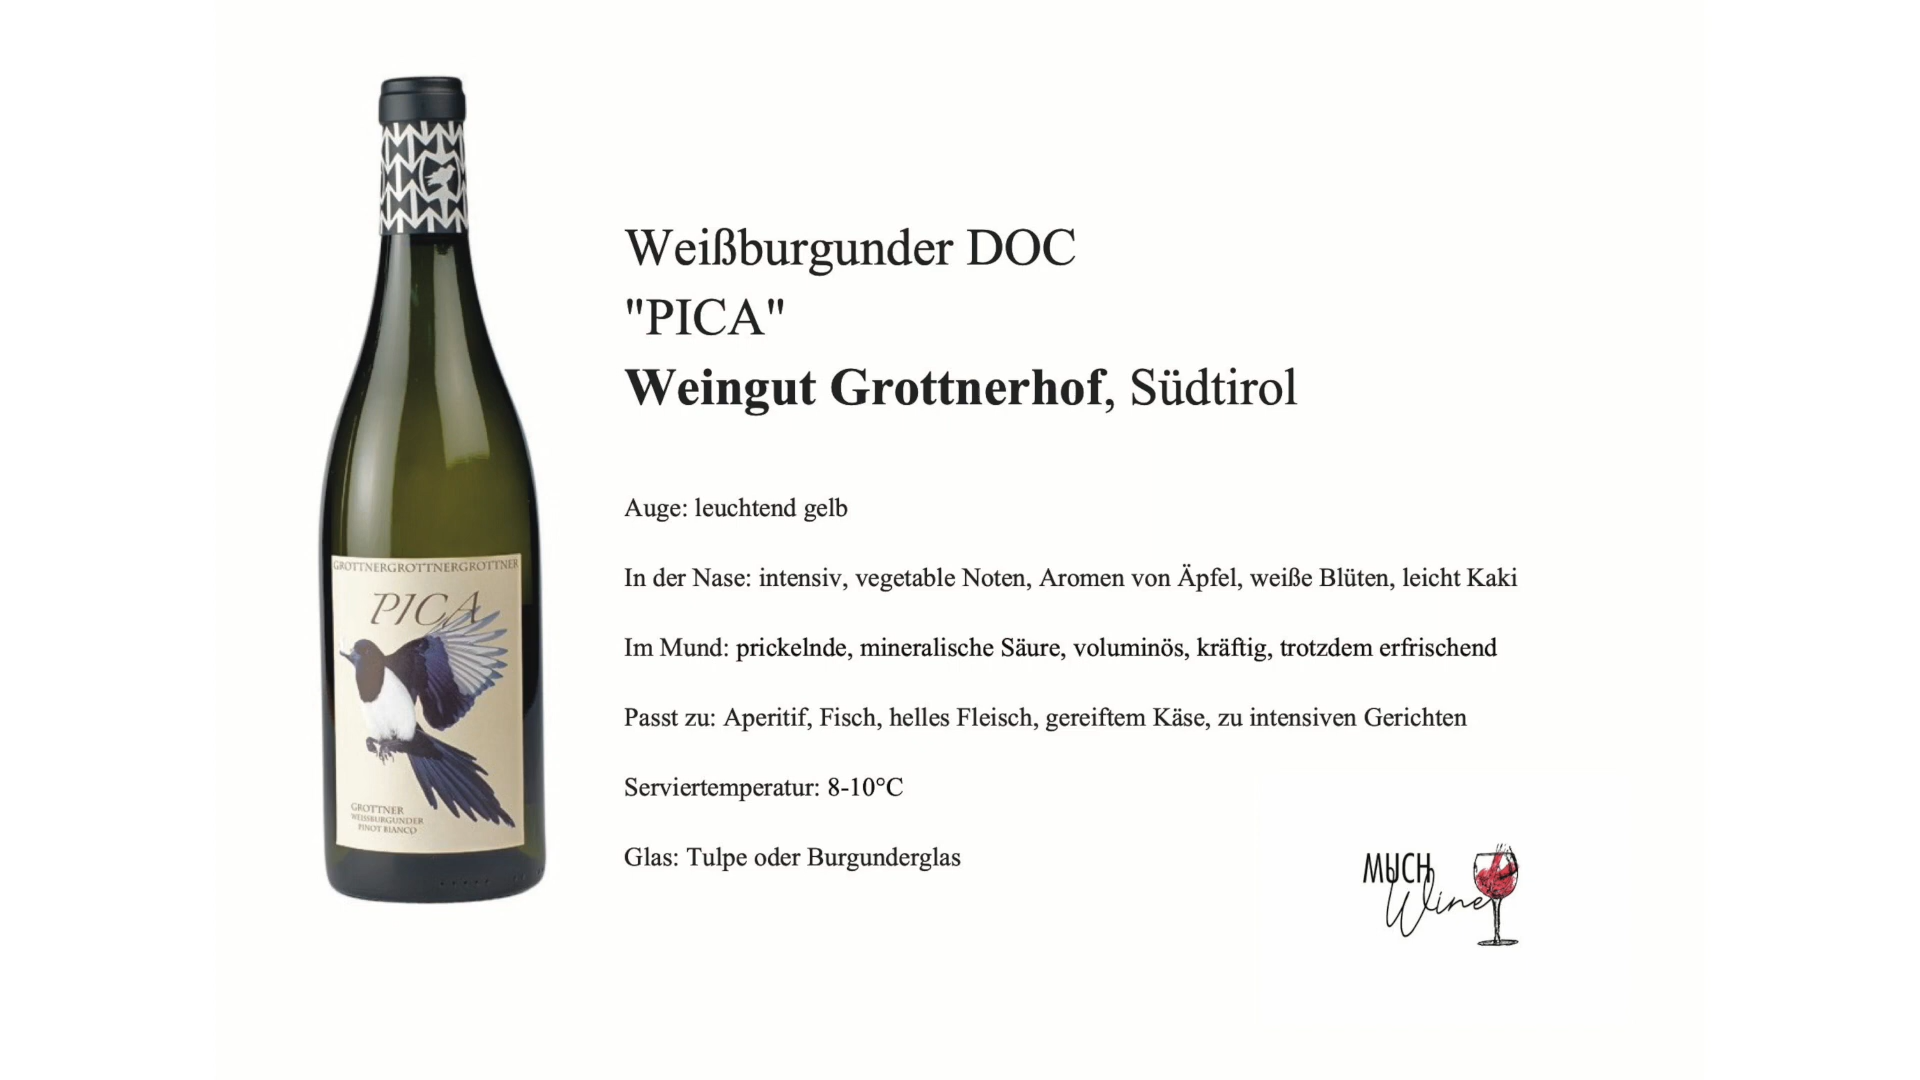 Weißburgunder DOC
"PICA"
Weingut Grottnerhof, Südtirol
Auge: leuchtend gelb
In der Nase: intensiv, vegetable Noten, Aromen von Äpfel, weiße Blüten, leicht Kaki
Im Mund: prickelnde, mineralische Säure, voluminös, kräftig, trotzdem erfrischend
Passt zu: Aperitif, Fisch, helles Fleisch, gereiftem Käse, zu intensiven Gerichten
Serviertemperatur: 8-10°C
Glas: Tulpe oder Burgunderglas
GROTTNERGROTTNERGROTTNER
PICA
GROTTNER
WEISSBURGUNDER
PINOT BIANCO
MUCH
Wine